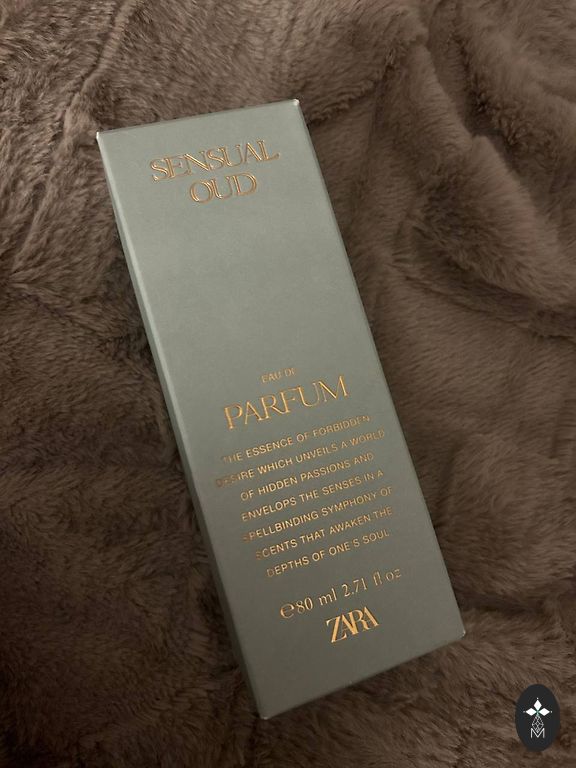 SENSUAL
OUD
EAU DE
PARFUM
THE ESSENCE OF FORBIDDEN
DESIRE WHICH UNVEILS A WORLD
OF HIDDEN PASSIONS AND
ENVELOPS THE SENSES IN A
SPELLBINDING SYMPHONY OF
SCENTS THAT AWAKEN THE
DEPTHS OF ONE'S SOUL
℮80 ml 2.71 fl oz
ZARA
M